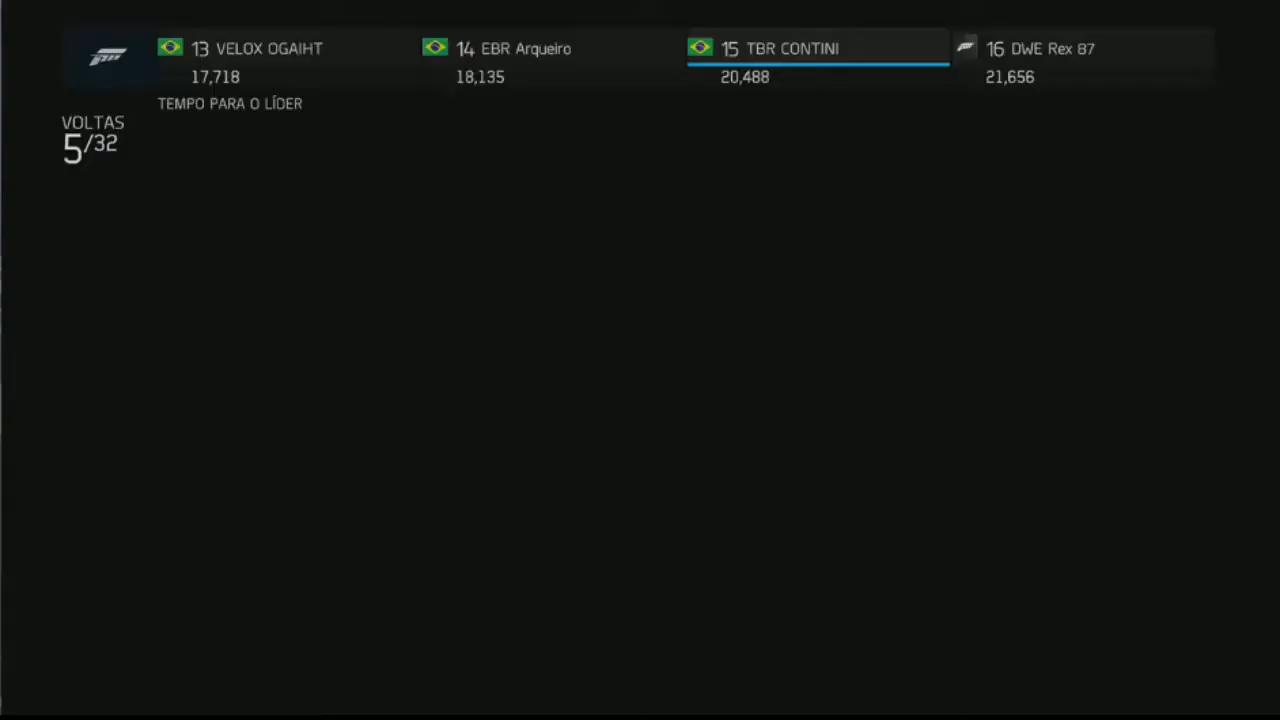 13 VELOX OGAIHT 14 EBR Arqueiro 15 TBR CONTINI 16 DWE Rex 87
17,718 18,135 20,488 21,656
TEMPO PARA O LÍDER
VOLTAS
5/32